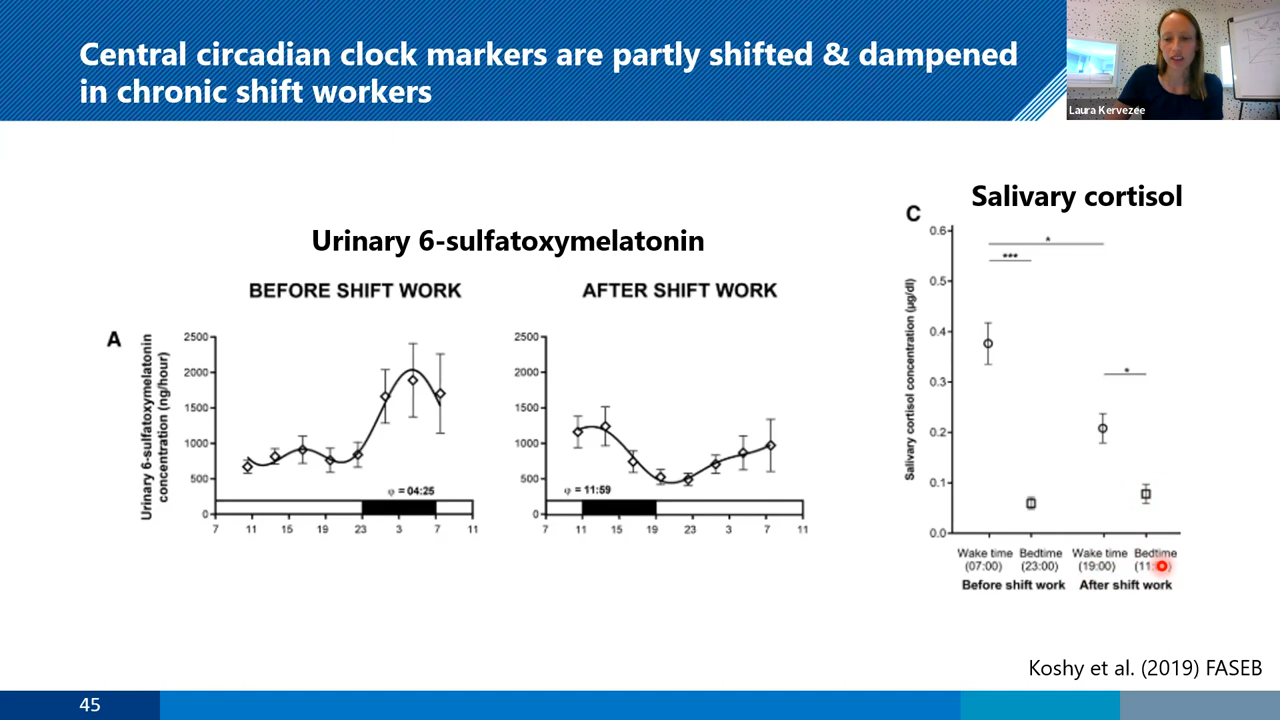 Central circadian clock markers are partly shifted & dampened
in chronic shift workers
Laura Kervezee
Urinary 6-sulfatoxymelatonin
BEFORE SHIFT WORK
AFTER SHIFT WORK
A
Urinary 6-sulfatoxymelatonin
concentration (ng/hour)
2500
2000
1500
1000
500
0
φ = 04:25
7 11 15 19 23 3 7 11
2500
2000
1500
1000
500
0
φ = 11:59
7 11 15 19 23 3 7 11
Salivary cortisol
C
Salivary cortisol concentration (µg/dl)
0.6
0.5
0.4
0.3
0.2
0.1
0.0
*
***
*
Wake time Bedtime Wake time Bedtime
(07:00) (23:00) (19:00)
Before shift work After shift work
Koshy et al. (2019) FASEB
45